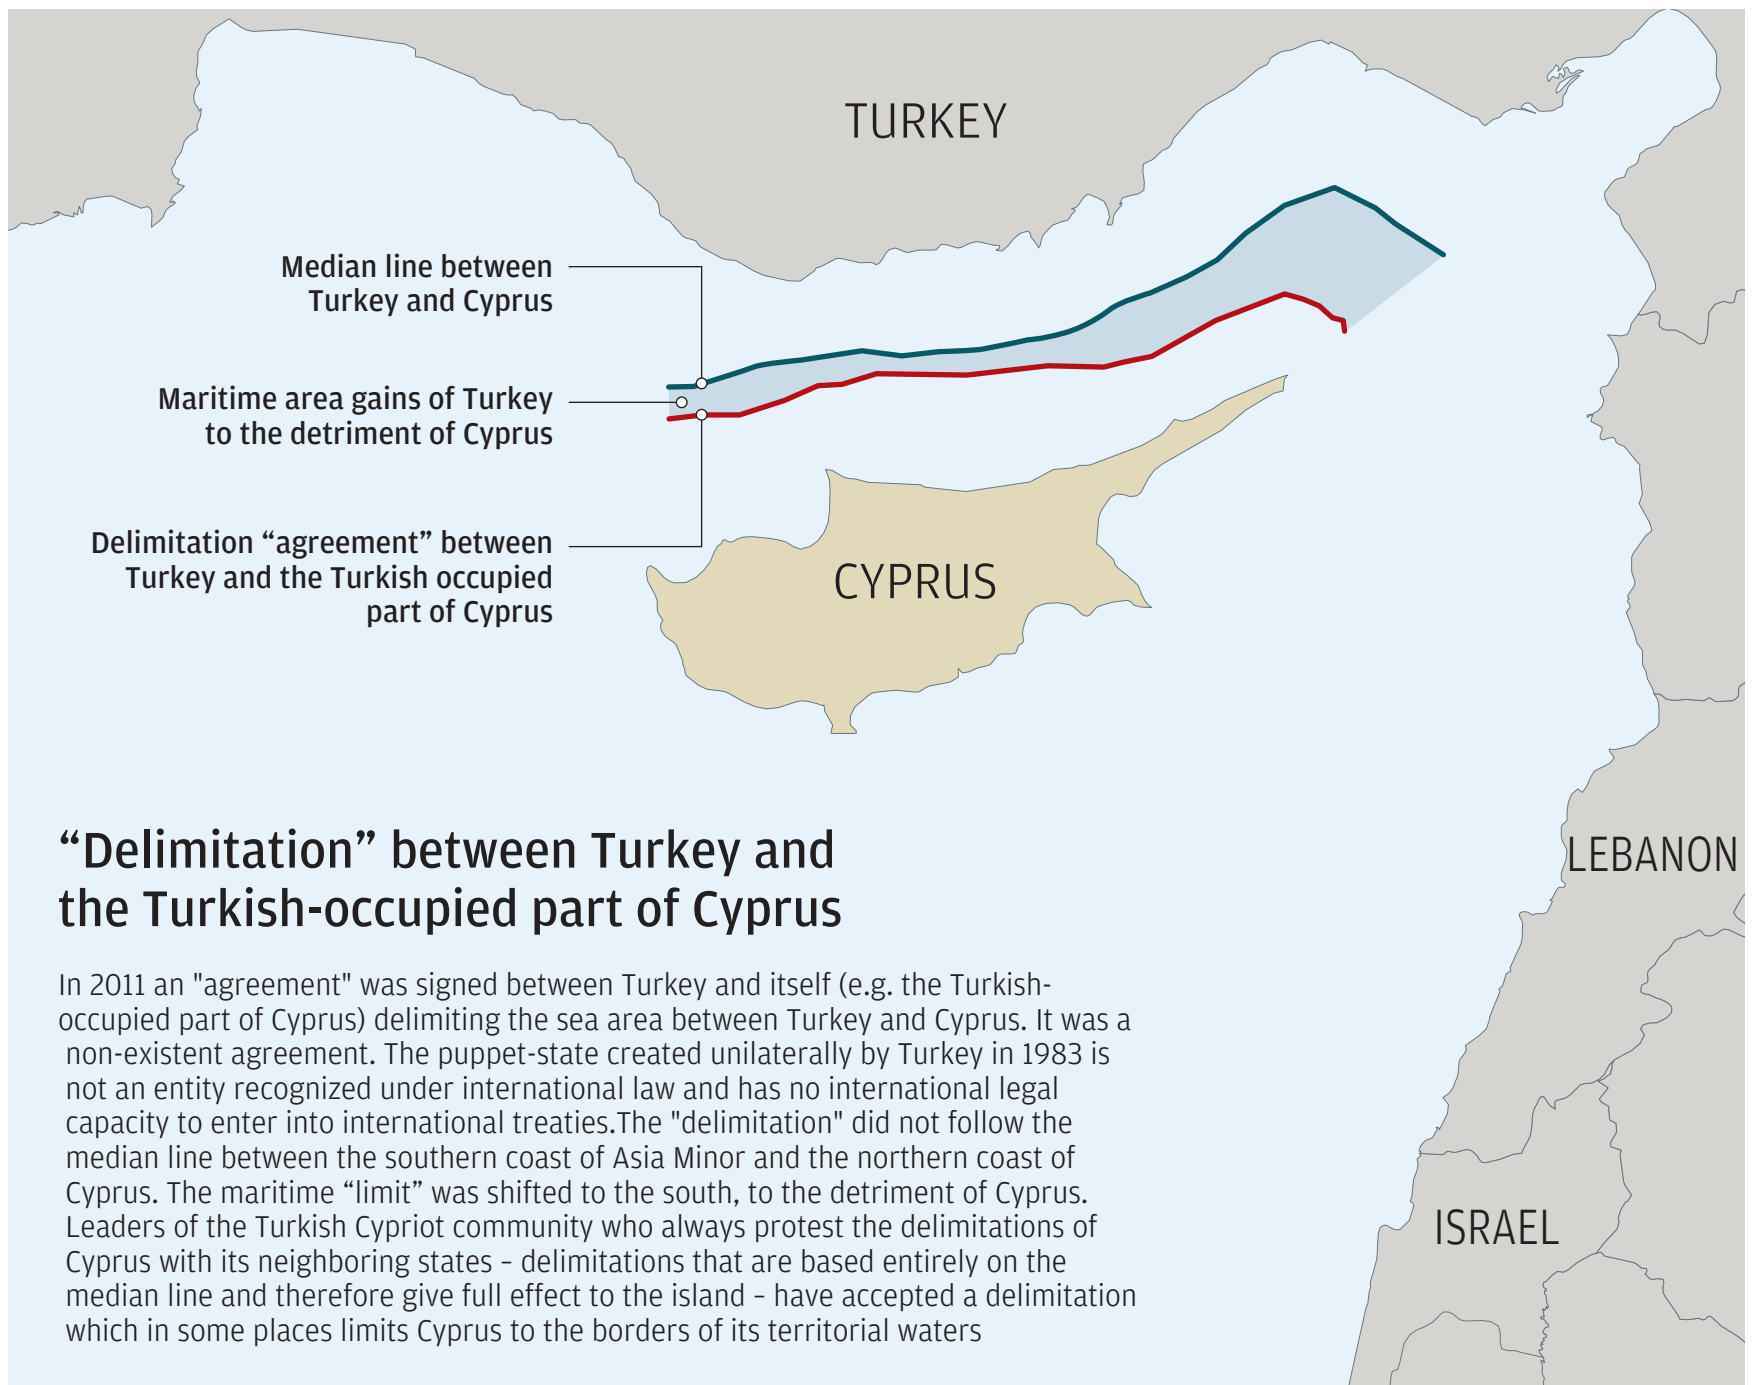 TURKEY
Median line between
Turkey and Cyprus
Maritime area gains of Turkey
to the detriment of Cyprus
Delimitation “agreement” between
Turkey and the Turkish occupied
part of Cyprus
CYPRUS
LEBANON
ISRAEL
“Delimitation” between Turkey and
the Turkish-occupied part of Cyprus
In 2011 an "agreement" was signed between Turkey and itself (e.g. the Turkish-
occupied part of Cyprus) delimiting the sea area between Turkey and Cyprus. It was a
non-existent agreement. The puppet-state created unilaterally by Turkey in 1983 is
not an entity recognized under international law and has no international legal
capacity to enter into international treaties.The "delimitation" did not follow the
median line between the southern coast of Asia Minor and the northern coast of
Cyprus. The maritime “limit” was shifted to the south, to the detriment of Cyprus.
Leaders of the Turkish Cypriot community who always protest the delimitations of
Cyprus with its neighboring states – delimitations that are based entirely on the
median line and therefore give full effect to the island – have accepted a delimitation
which in some places limits Cyprus to the borders of its territorial waters